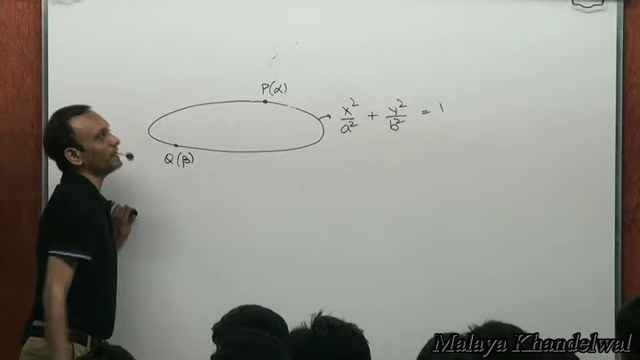 P(α)
x²/a² + y²/b² = 1
Q(β)
Malaya Khandelwal